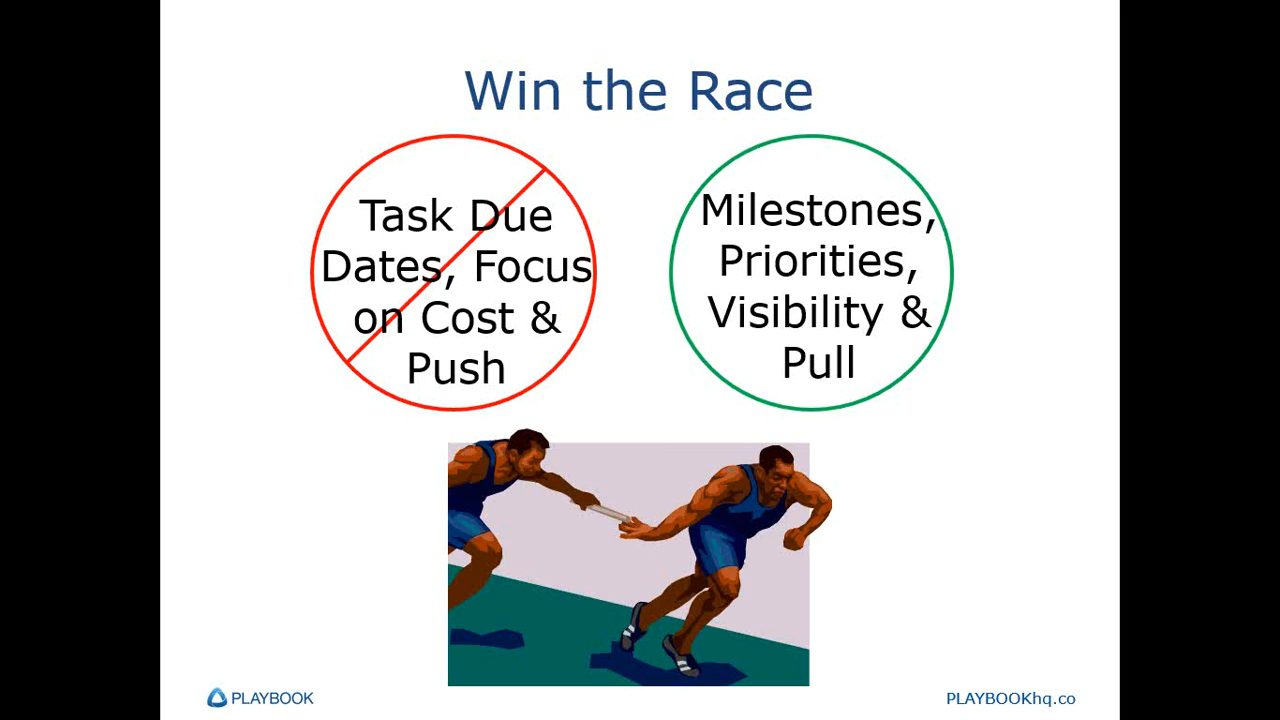 Win the Race
Task Due
Dates, Focus
on Cost &
Push
Milestones,
Priorities,
Visibility &
Pull
PLAYBOOK
PLAYBOOKhq.co